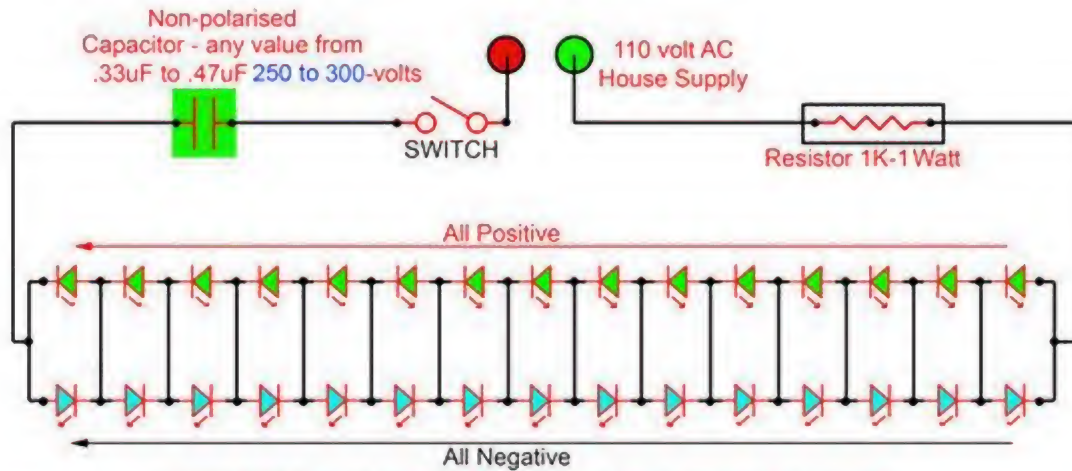 Non-polarised
Capacitor - any value from
.33uF to .47uF 250 to 300-volts
110 volt AC
House Supply
SWITCH
Resistor 1K-1Watt
All Positive
All Negative